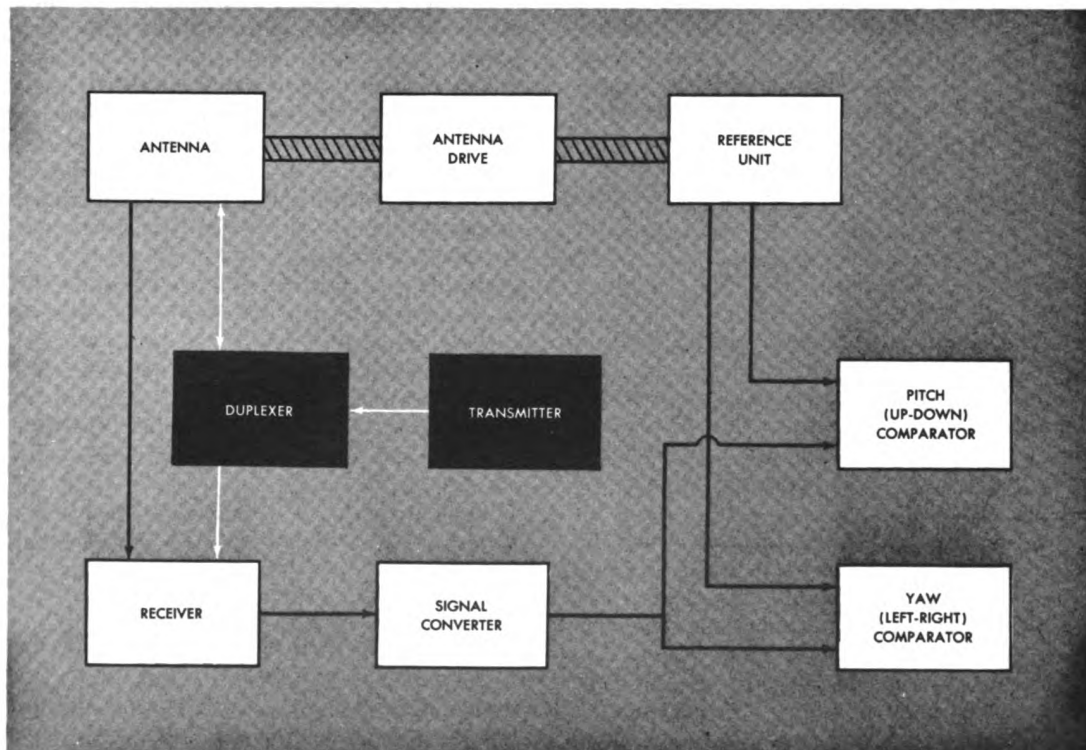 ANTENNA
ANTENNA
DRIVE
REFERENCE
UNIT
DUPLEXER
TRANSMITTER
PITCH
(UP-DOWN)
COMPARATOR
RECEIVER
SIGNAL
CONVERTER
YAW
(LEFT-RIGHT)
COMPARATOR